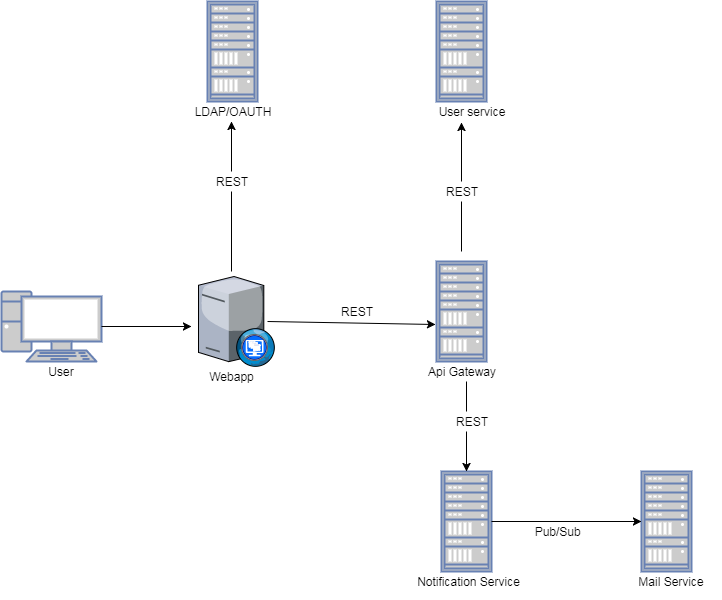 LDAP/OAUTH
User service
REST
REST
REST
User
Webapp
Api Gateway
REST
Pub/Sub
Notification Service
Mail Service